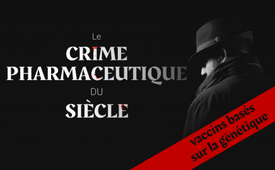 Le
CRIME
PHARMACEUTIQUE
DU
SIÈCLE
vaccins basés
sur la génétique